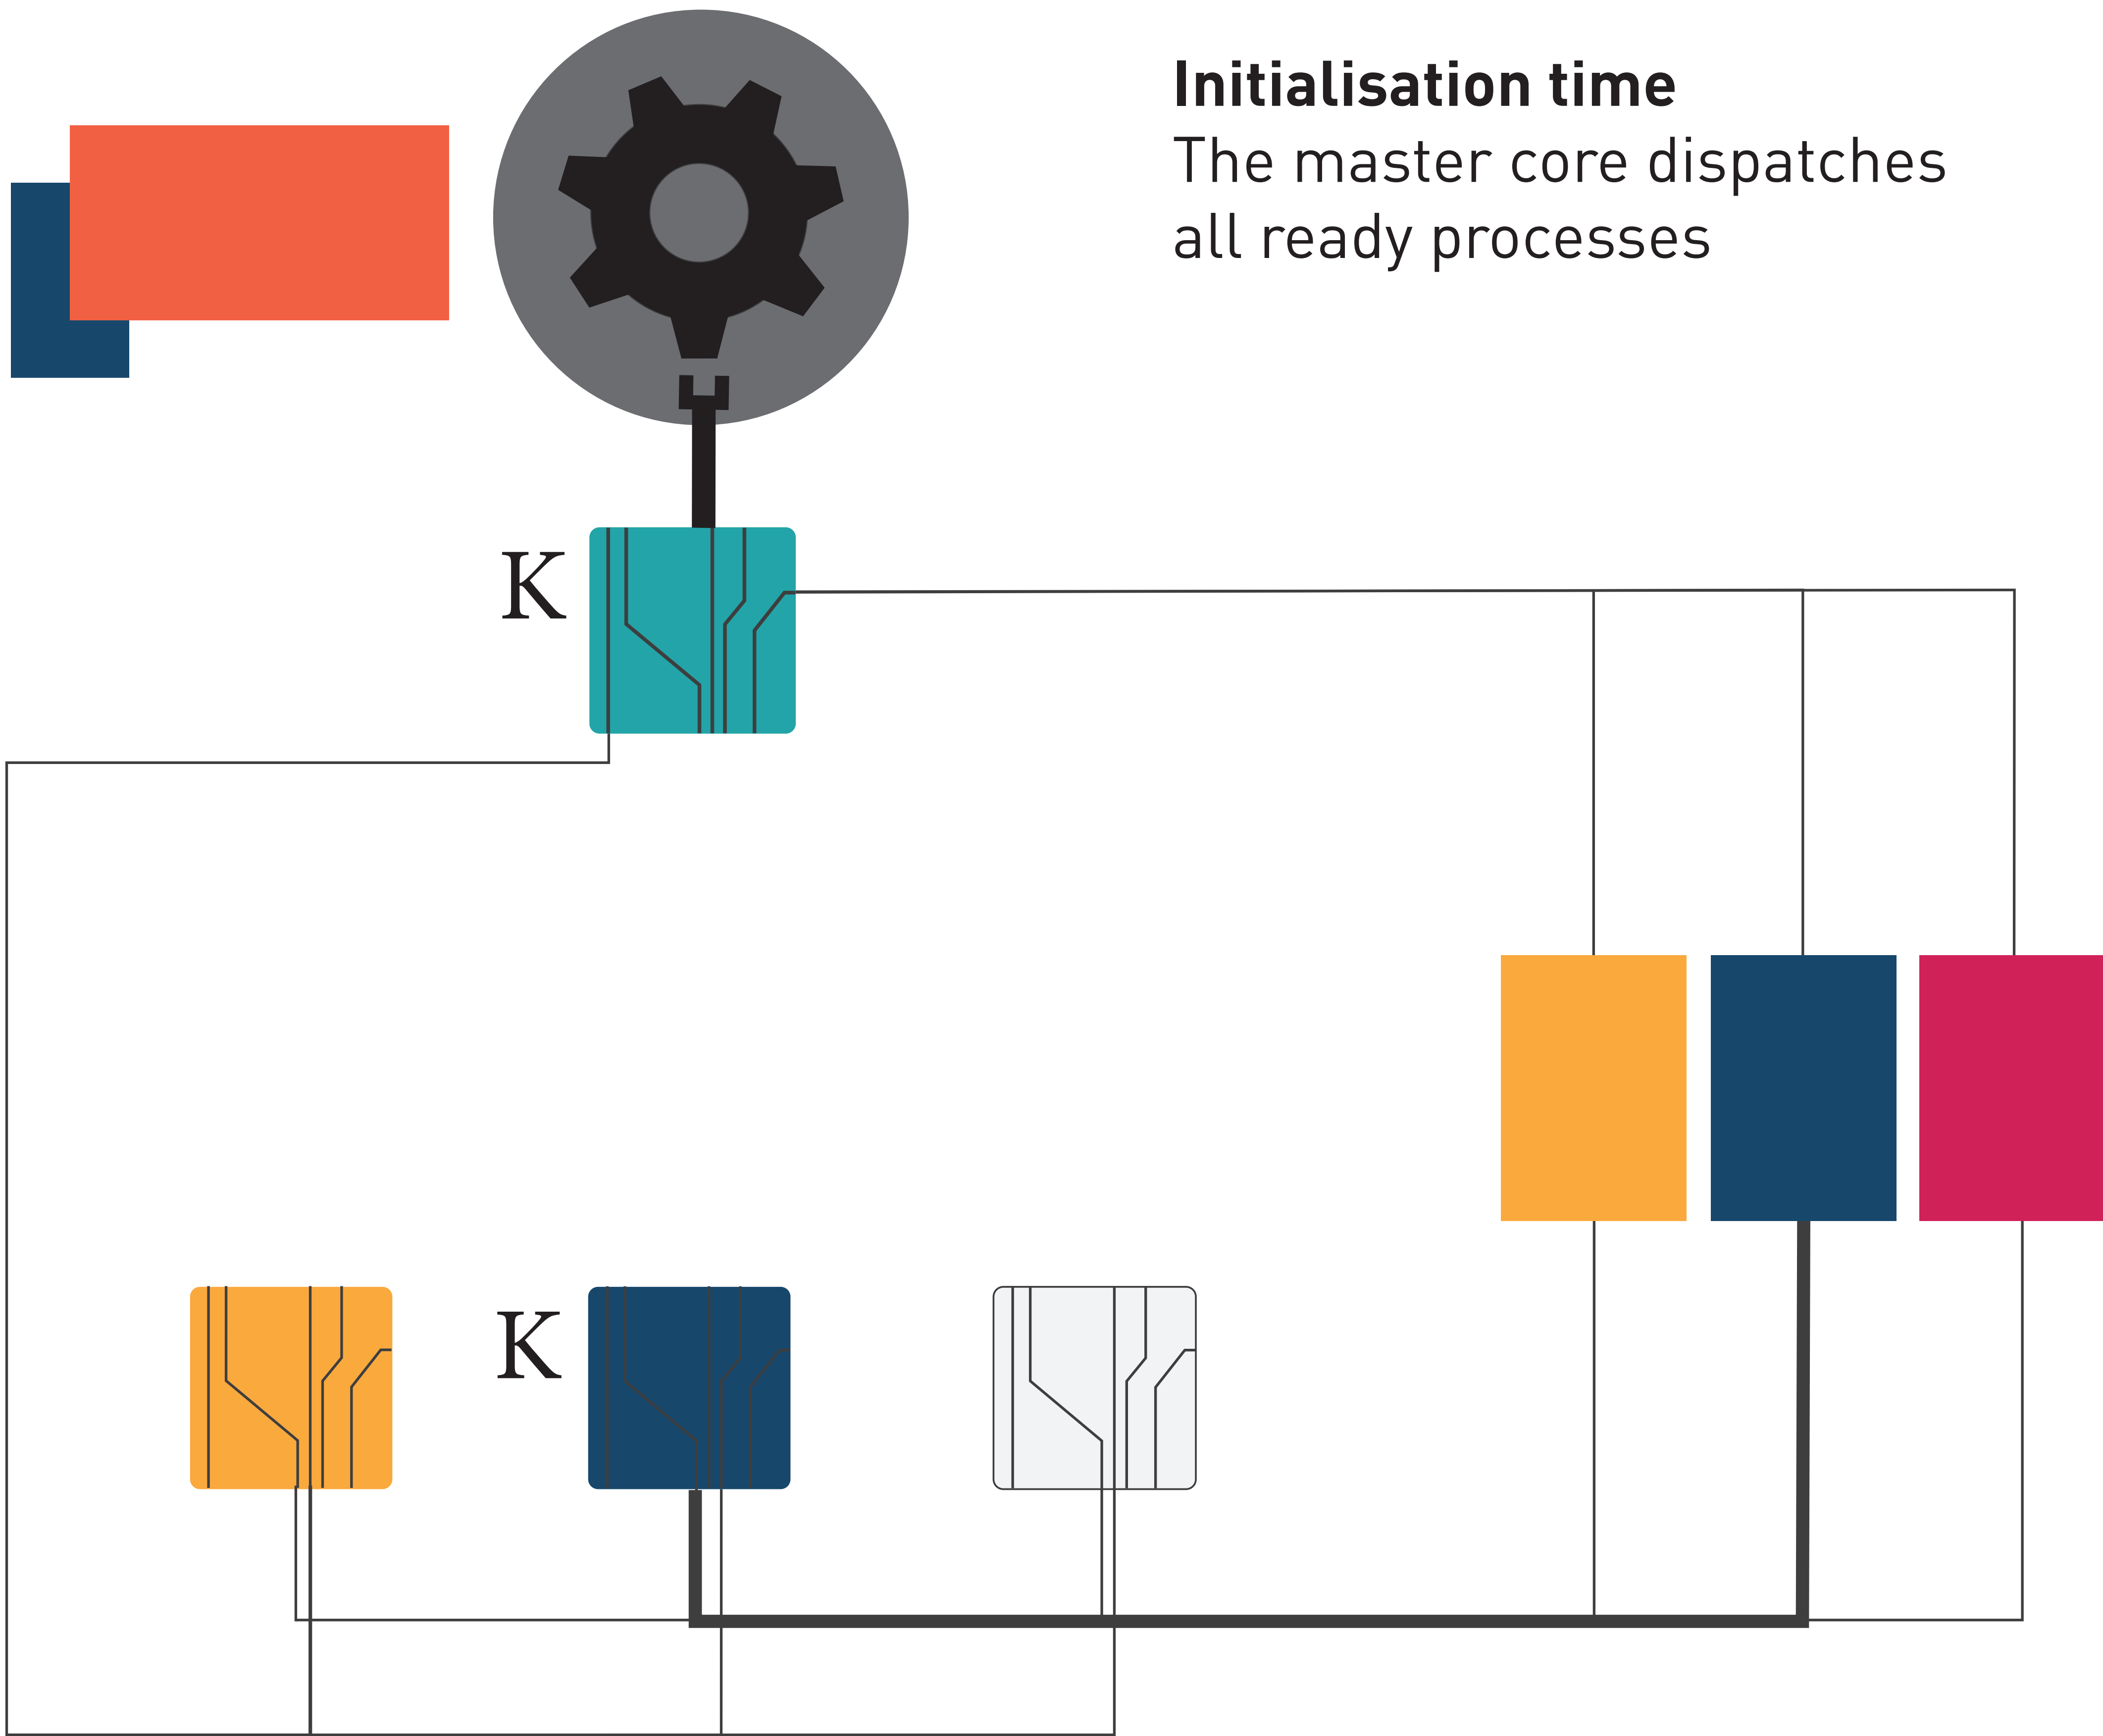 Initialisation time
The master core dispatches
all ready processes
K
K